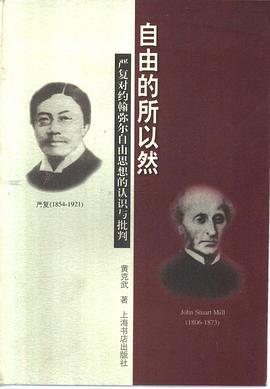 自由的所以然
严复对约翰弥尔自由思想的认识与批判
严复(1854-1921)
黄克武 著
上海书店出版社
John Stuart Mill
(1806-1873)